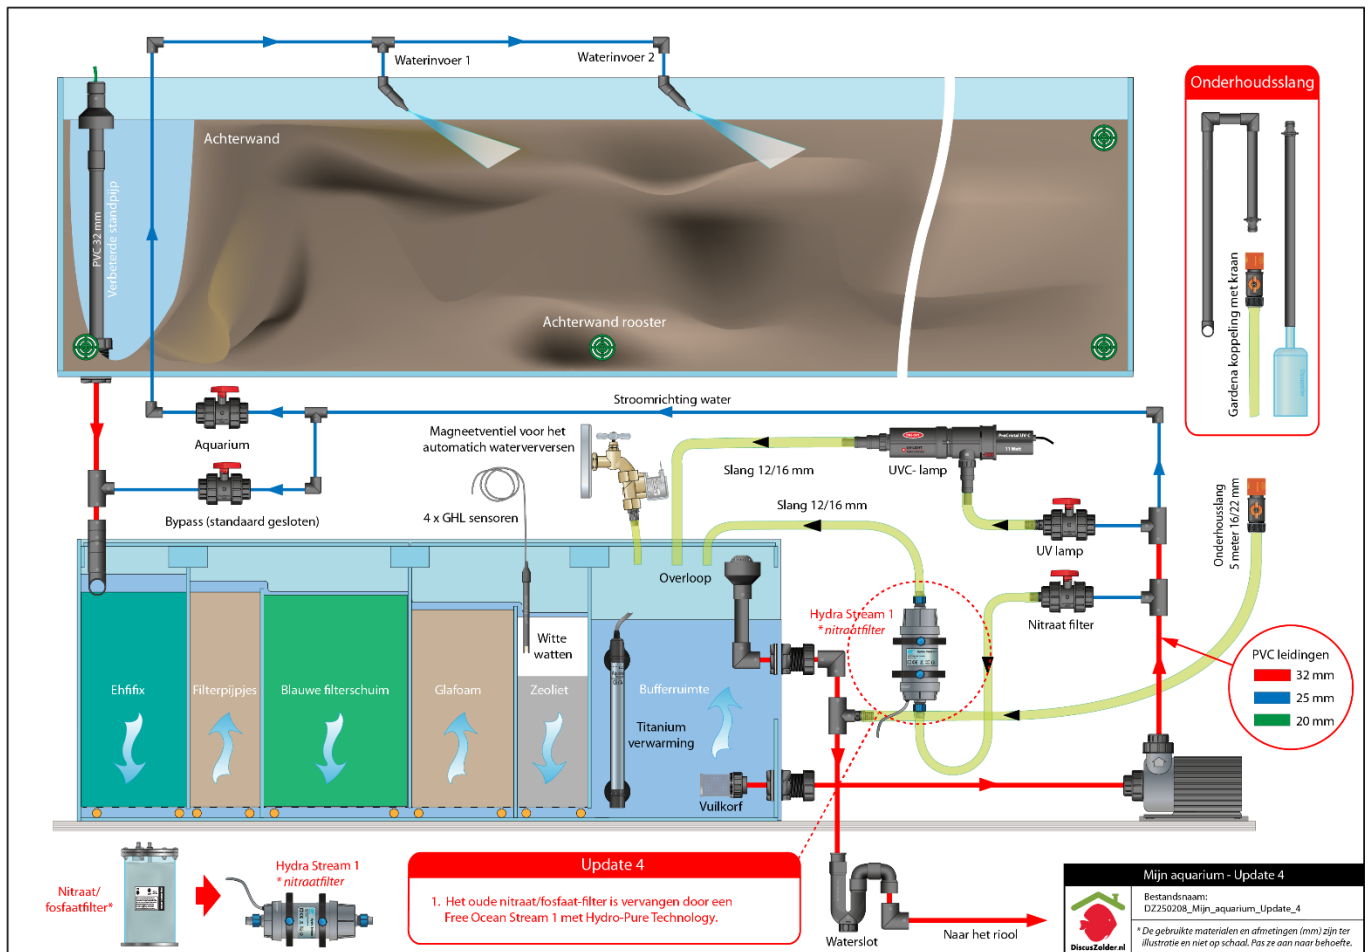 Waterinvoer 1
Waterinvoer 2
Onderhoudsslang
Achterwand
PVC 32 mm
Verbeterde standpijp
Gardena koppeling met kraan
Achterwand rooster
Stroomrichting water
Aquarium
Magneetventiel voor het
automatich waterverversen
UVC- lamp
11 Watt
Slang 12/16 mm
Bypass (standaard gesloten)
4 x GHL sensoren
Slang 12/16 mm
UV lamp
Onderhousslang
5 meter 16/22 mm
Overloop
Hydra Stream 1
* nitraatfilter
Nitraat filter
Witte
watten
PVC leidingen
32 mm
25 mm
20 mm
Ehfifix
Filterpijpjes
Blauwe filterschuim
Glafoam
Zeoliet
Bufferruimte
Titanium
verwarming
Vuilkorf
Update 4
1. Het oude nitraat/fosfaat-filter is vervangen door een
Free Ocean Stream 1 met Hydro-Pure Technology.
Nitraat/
fosfaatfilter*
Hydra Stream 1
* nitraatfilter
Waterslot
Naar het riool
Mijn aquarium - Update 4
Bestandsnaam:
DZ250208_Mijn_aquarium_Update_4
* De gebruikte materialen en afmetingen (mm) zijn ter
illustratie en niet op schaal. Pas ze aan naar behoefte.
DiscusZolder.nl